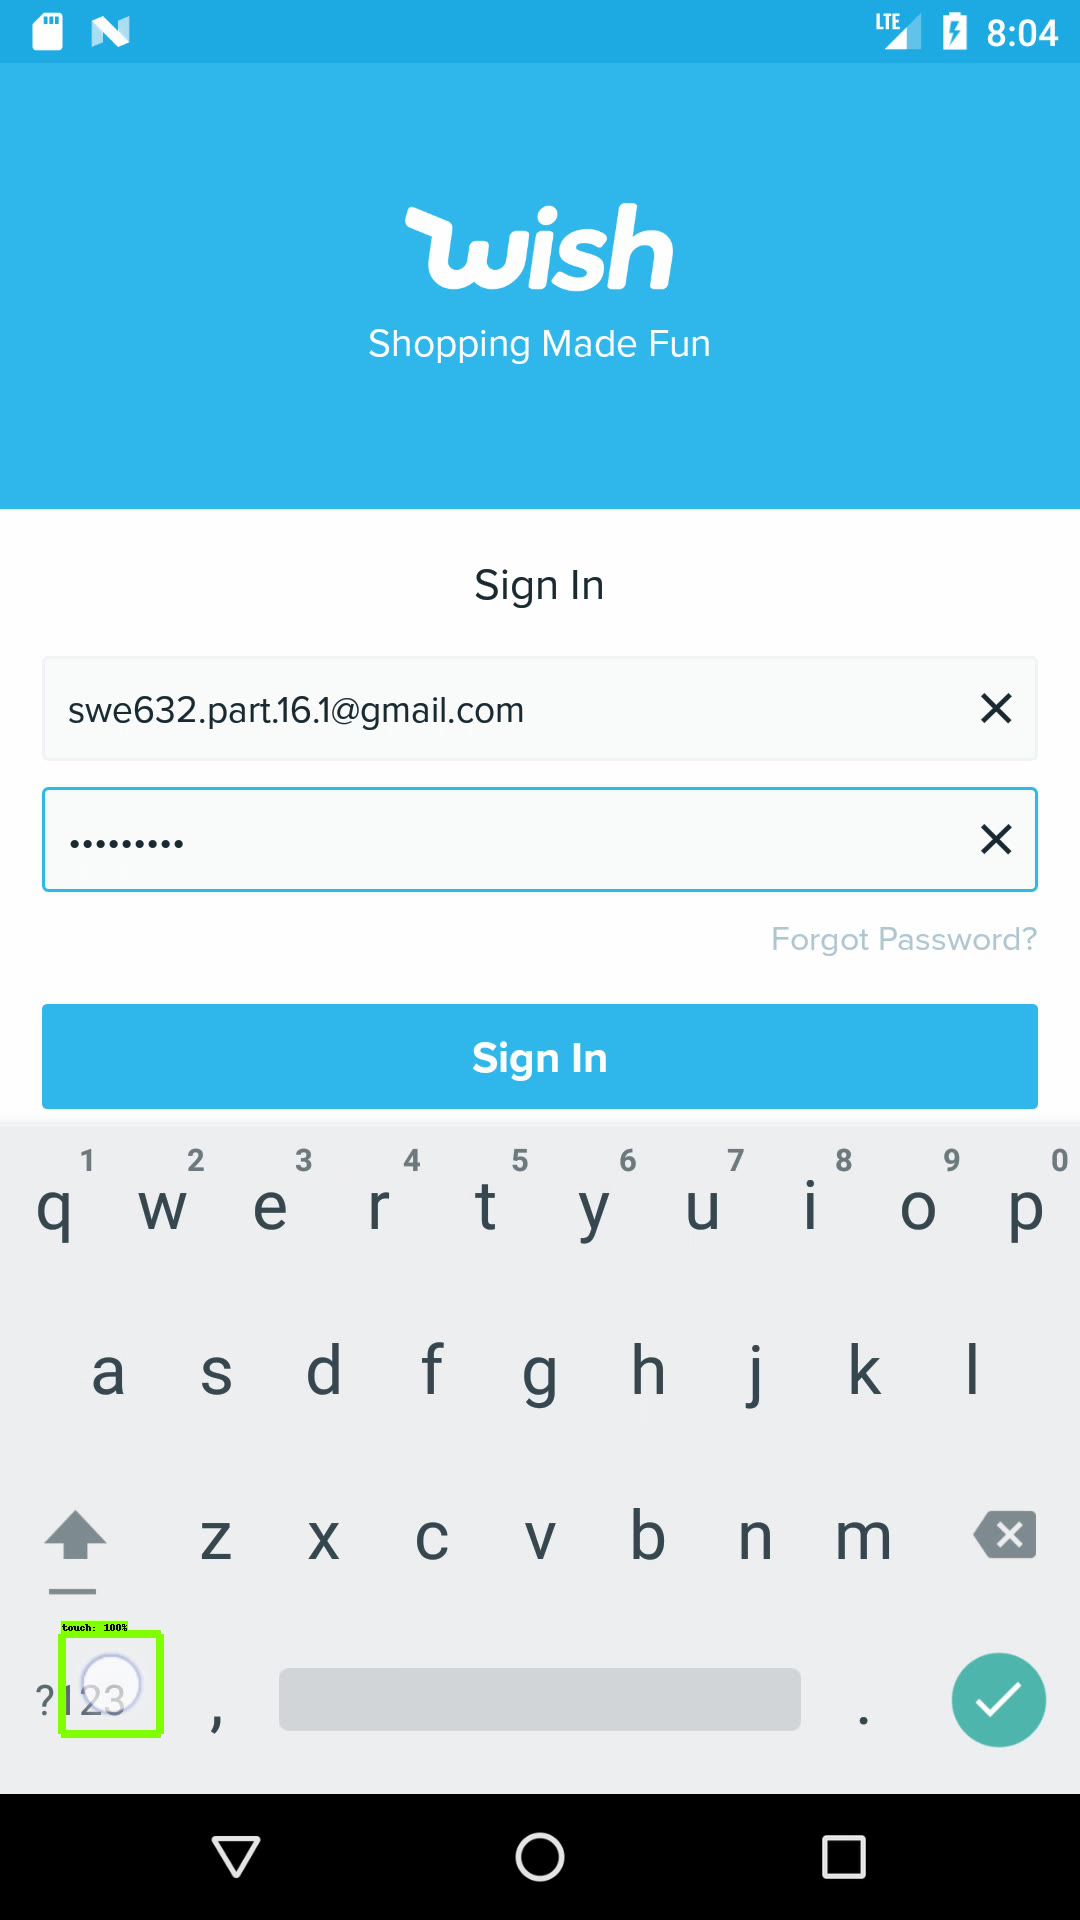 LTE 8:04
wish
Shopping Made Fun
Sign In
swe632.part.16.1@gmail.com
•••••••••
Forgot Password?
Sign In
1 2 3 4 5 6 7 8 9 0
q w e r t y u i o p
a s d f g h j k l
z x c v b n m
touch: 100%
?123 , .